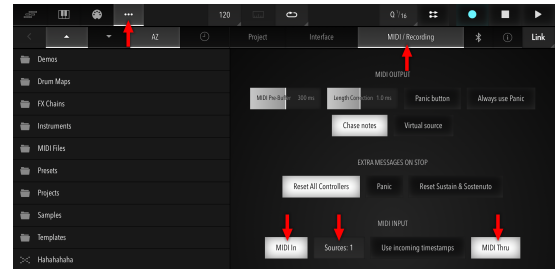 120
Q 1/16
AZ
Project
Interface
MIDI / Recording
Link
Demos
Drum Maps
FX Chains
Instruments
MIDI Files
Presets
Projects
Samples
Templates
Hahahahaha
MIDI OUTPUT
MIDI Pre-Buffer 300 ms
Length Correction 1.0 ms
Panic button
Always use Panic
Chase notes
Virtual source
EXTRA MESSAGES ON STOP
Reset All Controllers
Panic
Reset Sustain & Sostenuto
MIDI INPUT
MIDI In
Sources: 1
Use incoming timestamps
MIDI Thru